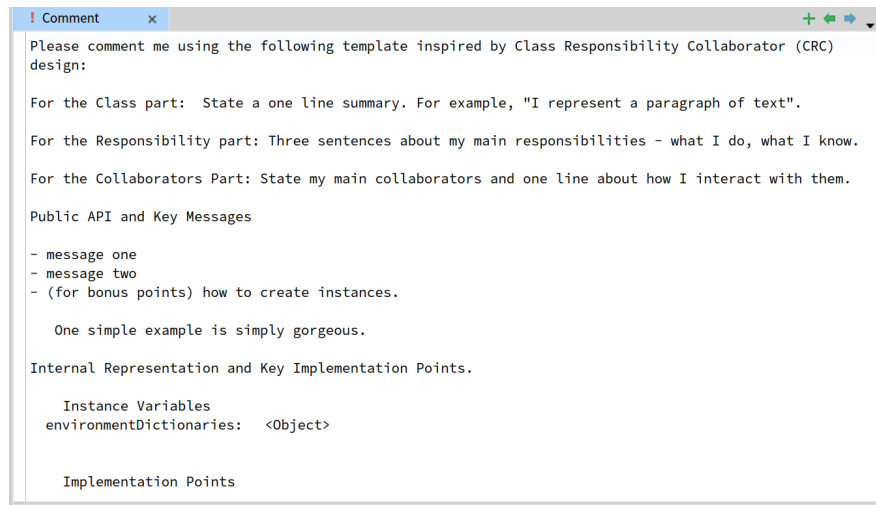 ! Comment x
Please comment me using the following template inspired by Class Responsibility Collaborator (CRC)
design:
For the Class part:  State a one line summary. For example, "I represent a paragraph of text".
For the Responsibility part: Three sentences about my main responsibilities - what I do, what I know.
For the Collaborators Part: State my main collaborators and one line about how I interact with them.
Public API and Key Messages
- message one
- message two
- (for bonus points) how to create instances.
One simple example is simply gorgeous.
Internal Representation and Key Implementation Points.
Instance Variables
environmentDictionaries:   <Object>
Implementation Points